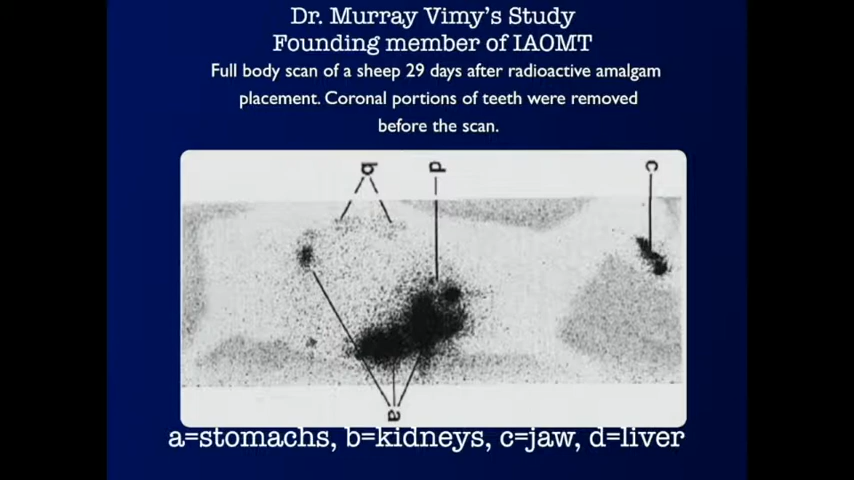 Dr. Murray Vimy's Study
Founding member of IAOMT
Full body scan of a sheep 29 days after radioactive amalgam
placement. Coronal portions of teeth were removed
before the scan.
b d c
a
a=stomachs, b=kidneys, c=jaw, d=liver